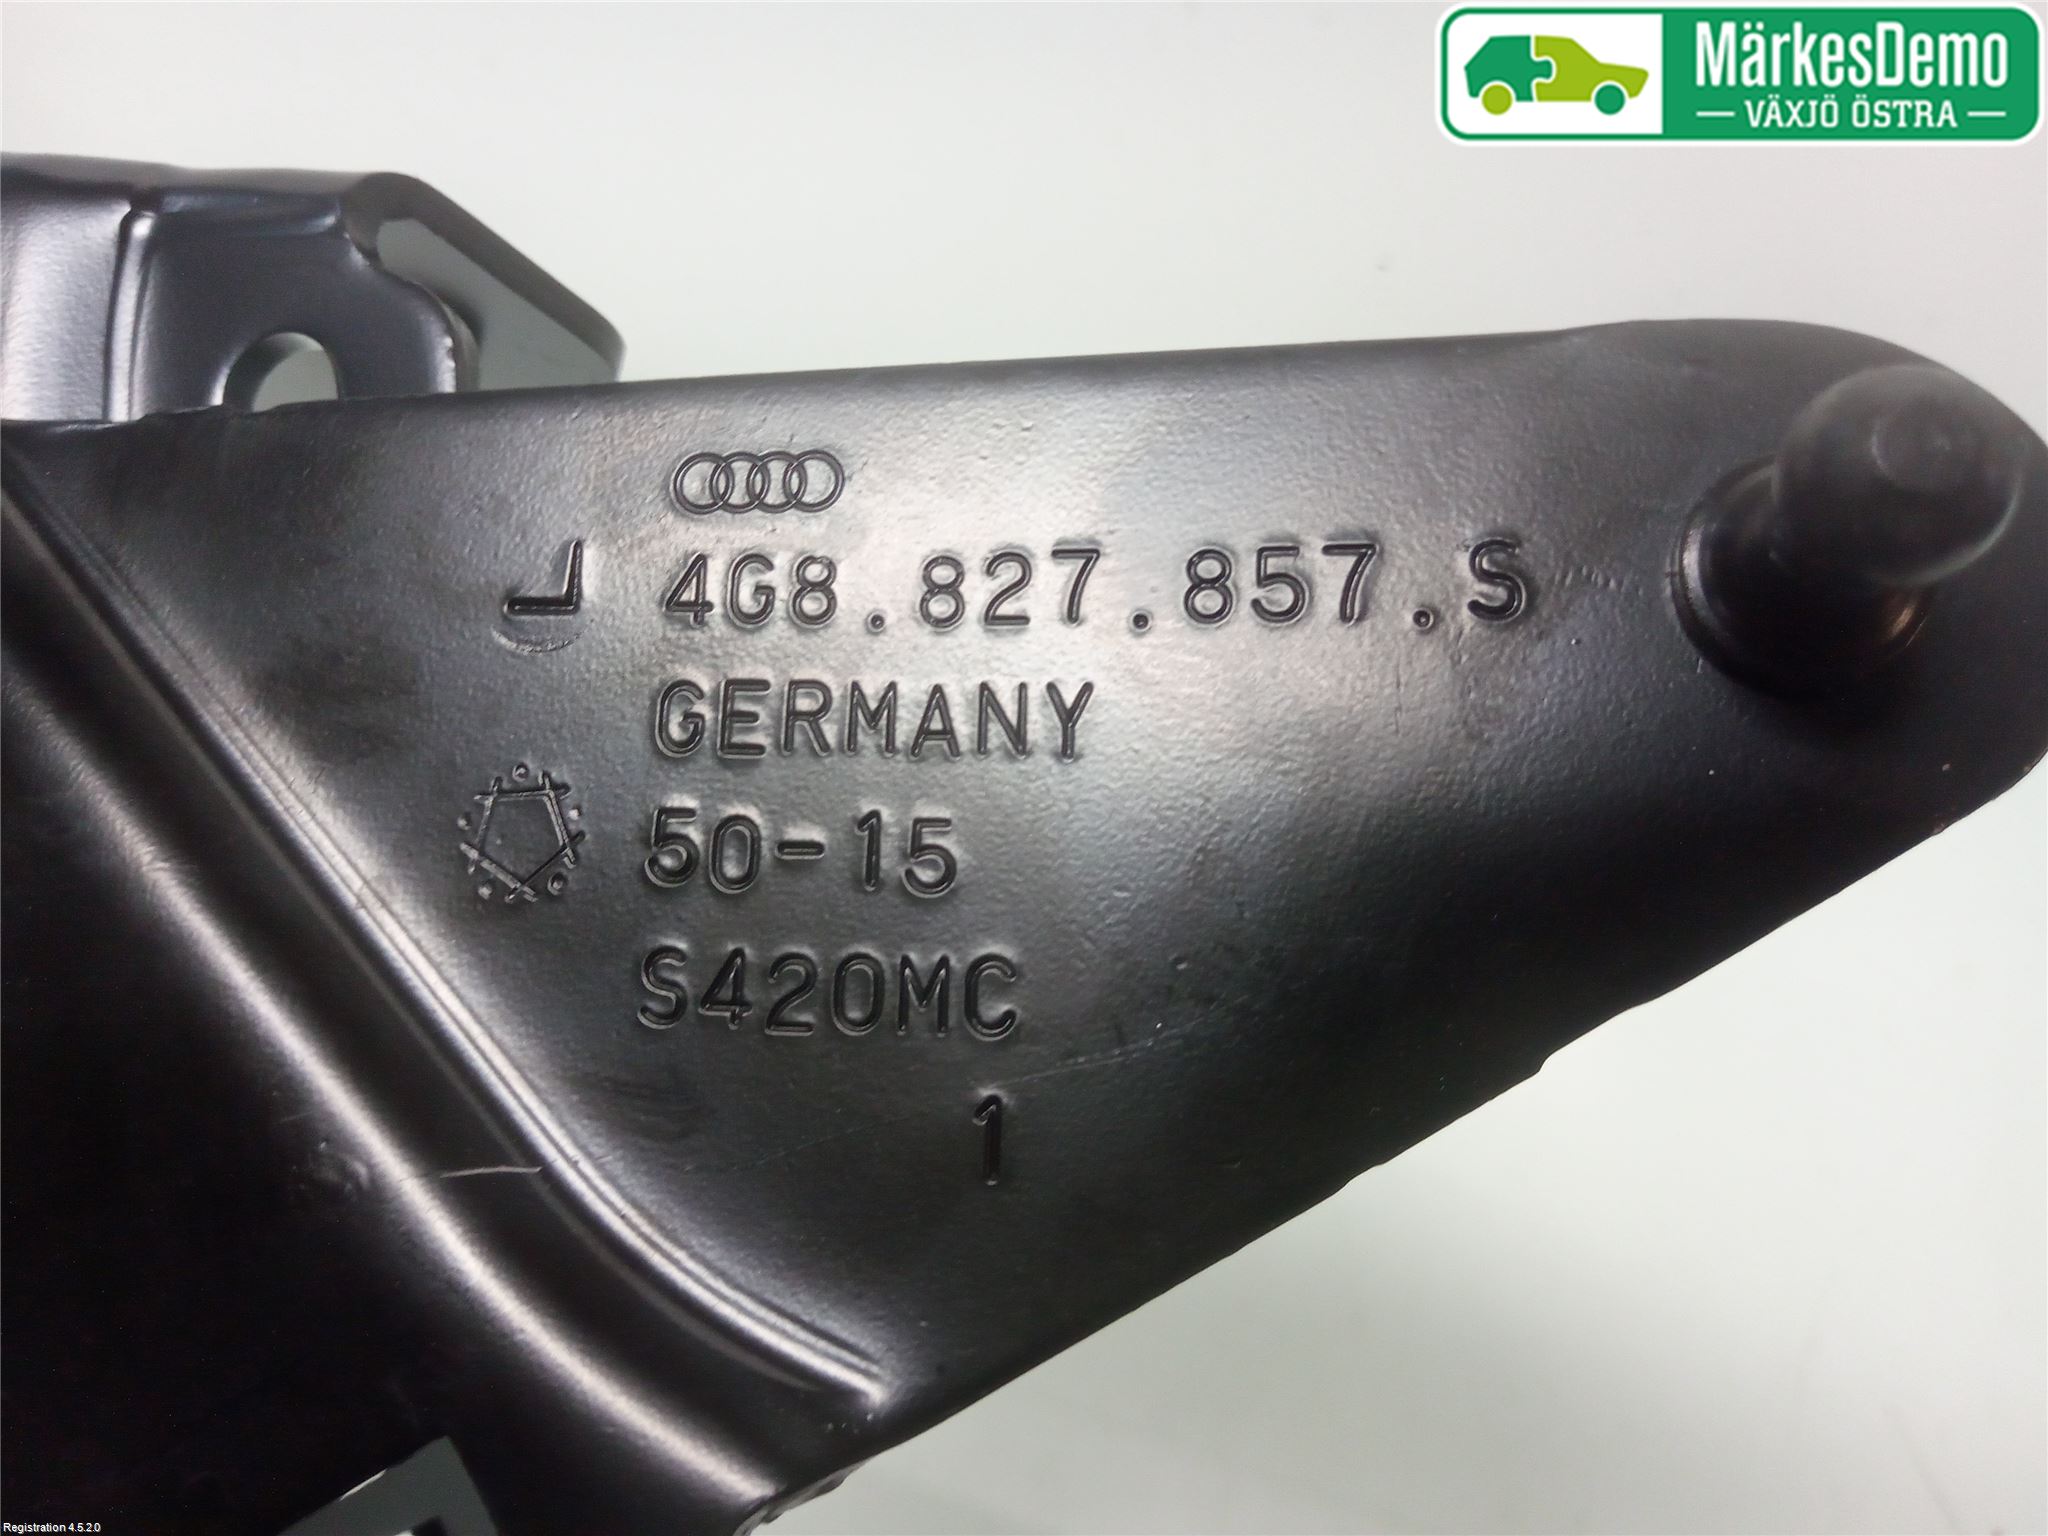 MärkesDemo
VÄXJÖ ÖSTRA
L 4G8.827.857.S
GERMANY
50-15
S420MC
1
Registration 4.5.2.0